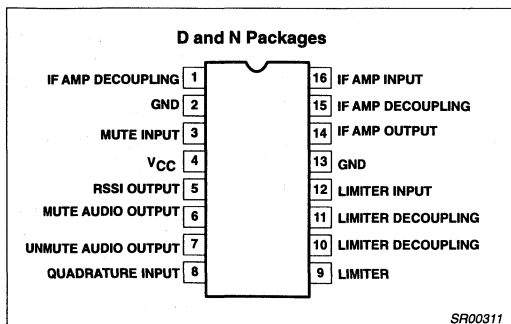 D and N Packages
IF AMP DECOUPLING 1
16 IF AMP INPUT
GND 2
15 IF AMP DECOUPLING
MUTE INPUT 3
14 IF AMP OUTPUT
VCC 4
13 GND
RSSI OUTPUT 5
12 LIMITER INPUT
MUTE AUDIO OUTPUT 6
11 LIMITER DECOUPLING
UNMUTE AUDIO OUTPUT 7
10 LIMITER DECOUPLING
QUADRATURE INPUT 8
9 LIMITER
SR00311